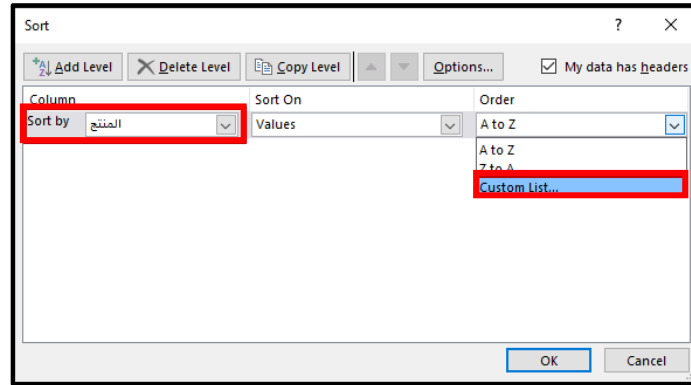 Sort ? ×
Add Level Delete Level Copy Level Options... My data has headers
Column Sort On Order
Sort by المنتج Values A to Z
A to Z
Z to A
Custom List...
OK Cancel